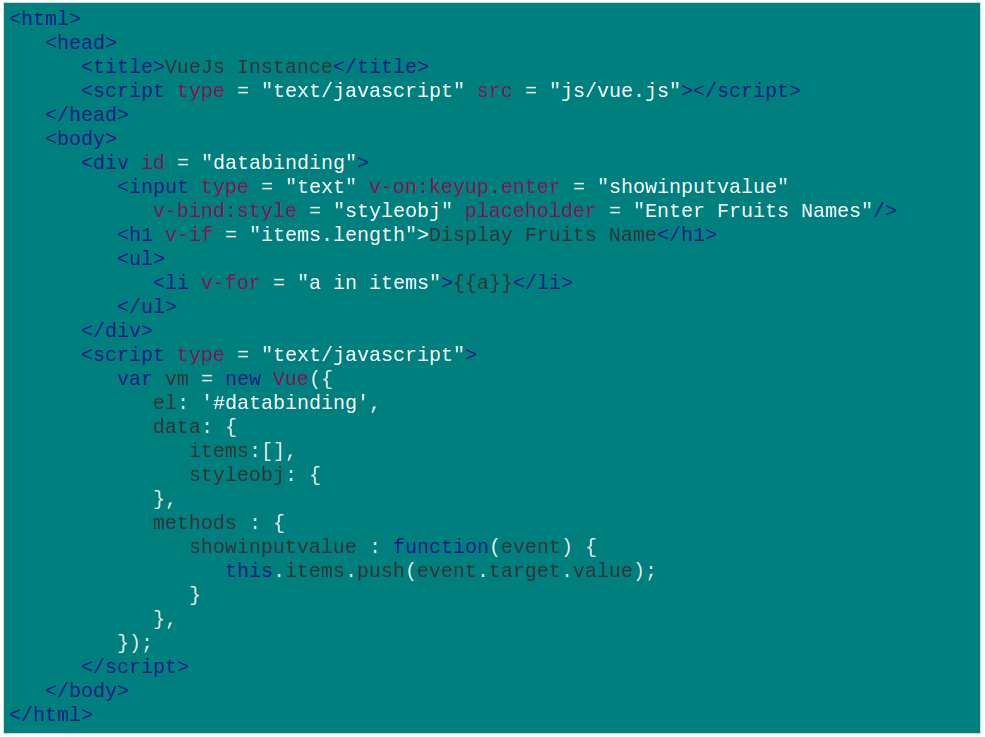 <html>
   <head>
      <title>VueJs Instance</title>
      <script type = "text/javascript" src = "js/vue.js"></script>
   </head>
   <body>
      <div id = "databinding">
         <input type = "text" v-on:keyup.enter = "showinputvalue"
            v-bind:style = "styleobj" placeholder = "Enter Fruits Names"/>
         <h1 v-if = "items.length">Display Fruits Name</h1>
         <ul>
            <li v-for = "a in items">{{a}}</li>
         </ul>
      </div>
      <script type = "text/javascript">
         var vm = new Vue({
            el: '#databinding',
            data: {
               items:[],
               styleobj: {
            },
            methods : {
               showinputvalue : function(event) {
                  this.items.push(event.target.value);
               }
            },
         });
      </script>
   </body>
</html>